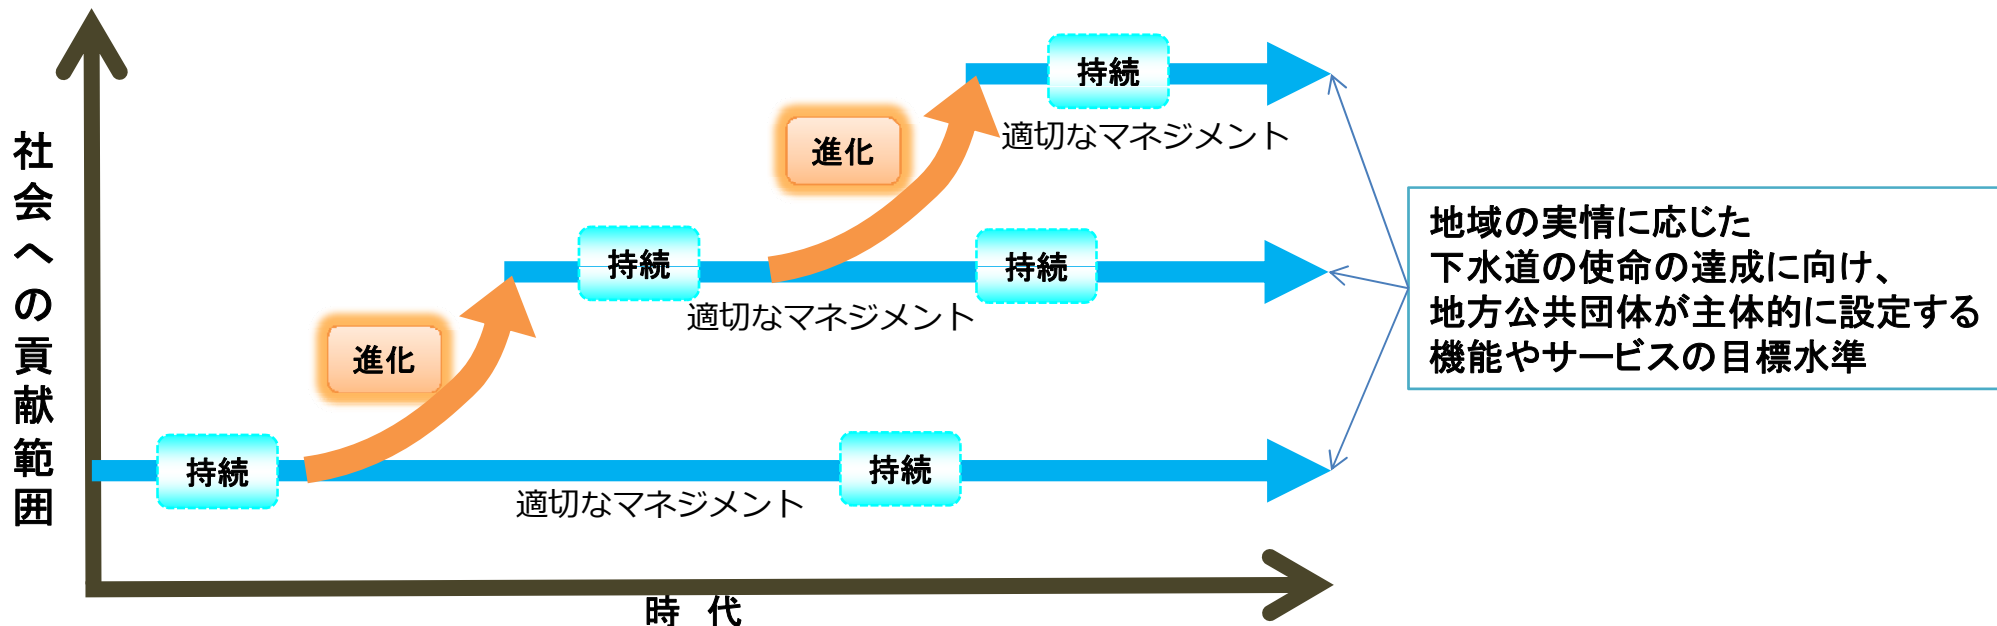 社会への貢献範囲
持続
適切なマネジメント
進化
持続
持続
進化
適切なマネジメント
持続
持続
適切なマネジメント
地域の実情に応じた
下水道の使命の達成に向け、
地方公共団体が主体的に設定する
機能やサービスの目標水準
時 代